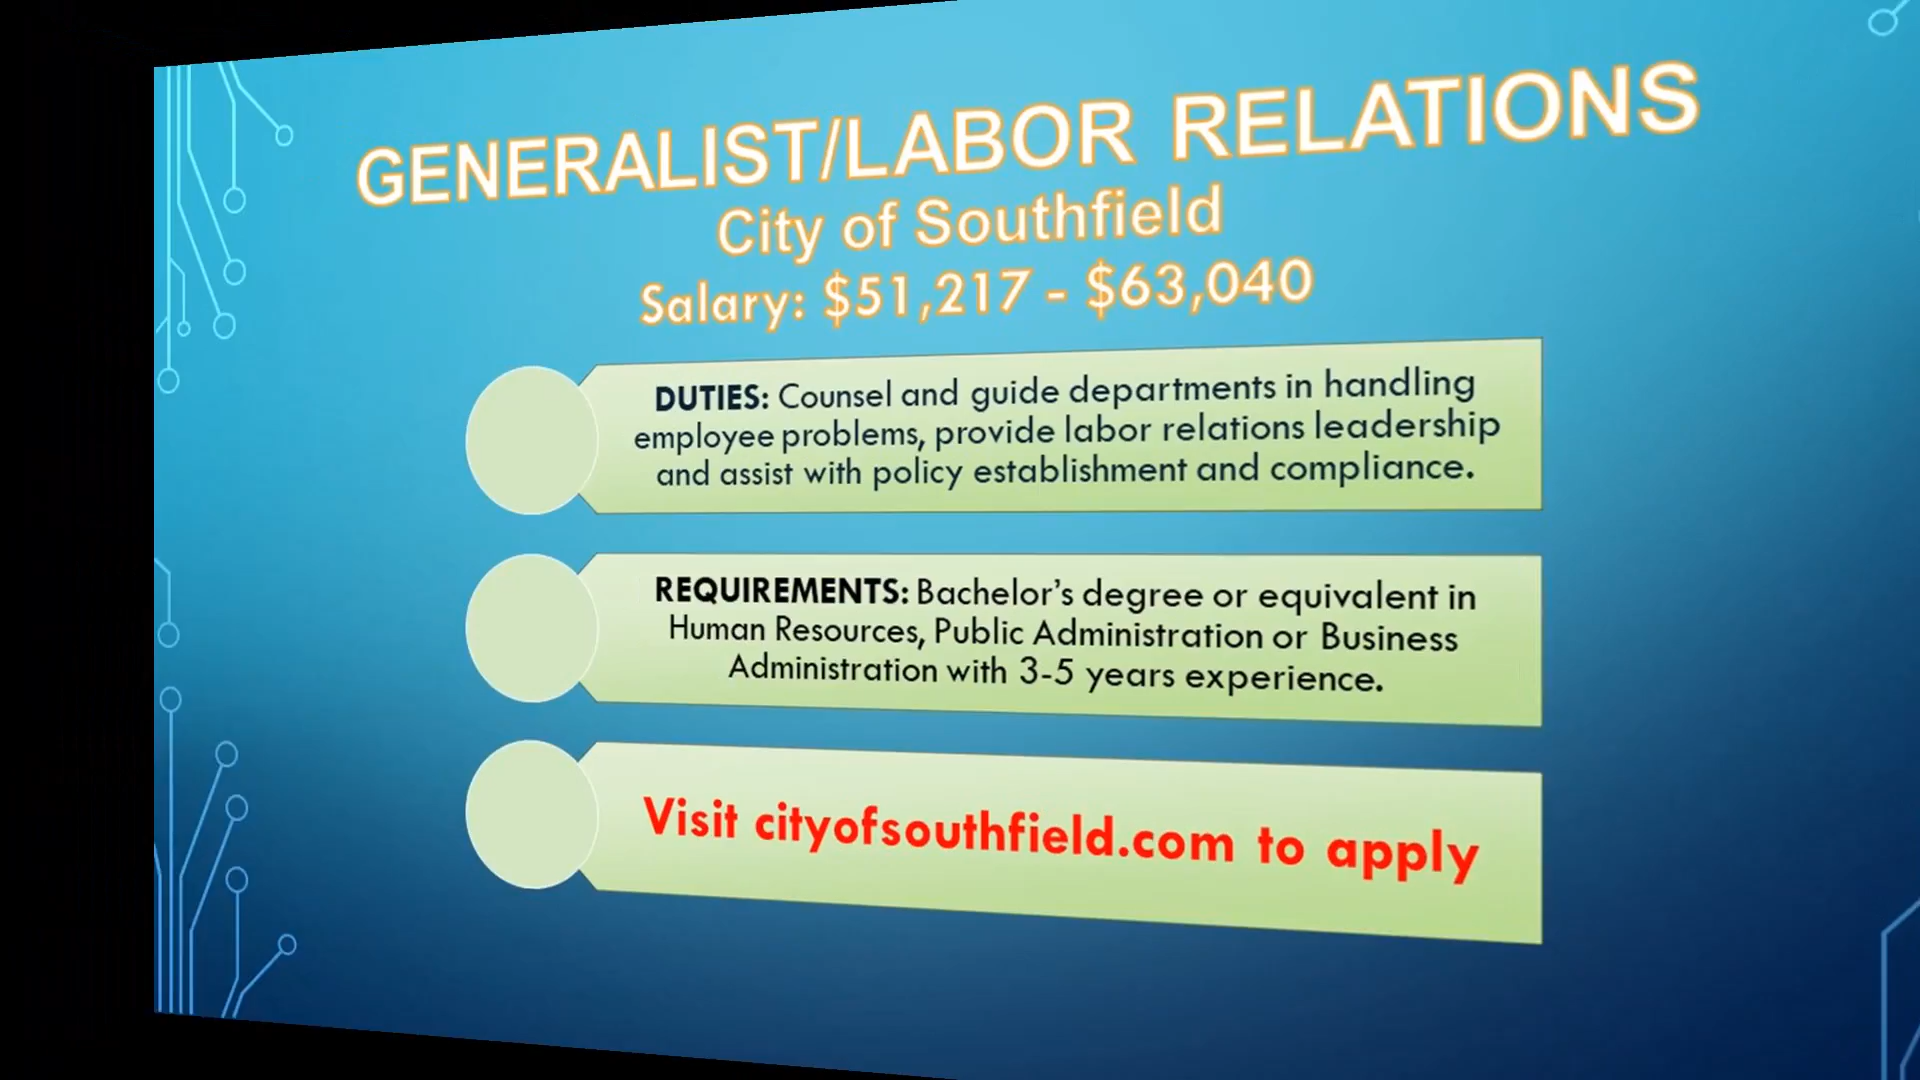 GENERALIST/LABOR RELATIONS
City of Southfield
Salary: $51,217 - $63,040
DUTIES: Counsel and guide departments in handling
employee problems, provide labor relations leadership
and assist with policy establishment and compliance.
REQUIREMENTS: Bachelor's degree or equivalent in
Human Resources, Public Administration or Business
Administration with 3-5 years experience.
Visit cityofsouthfield.com to apply